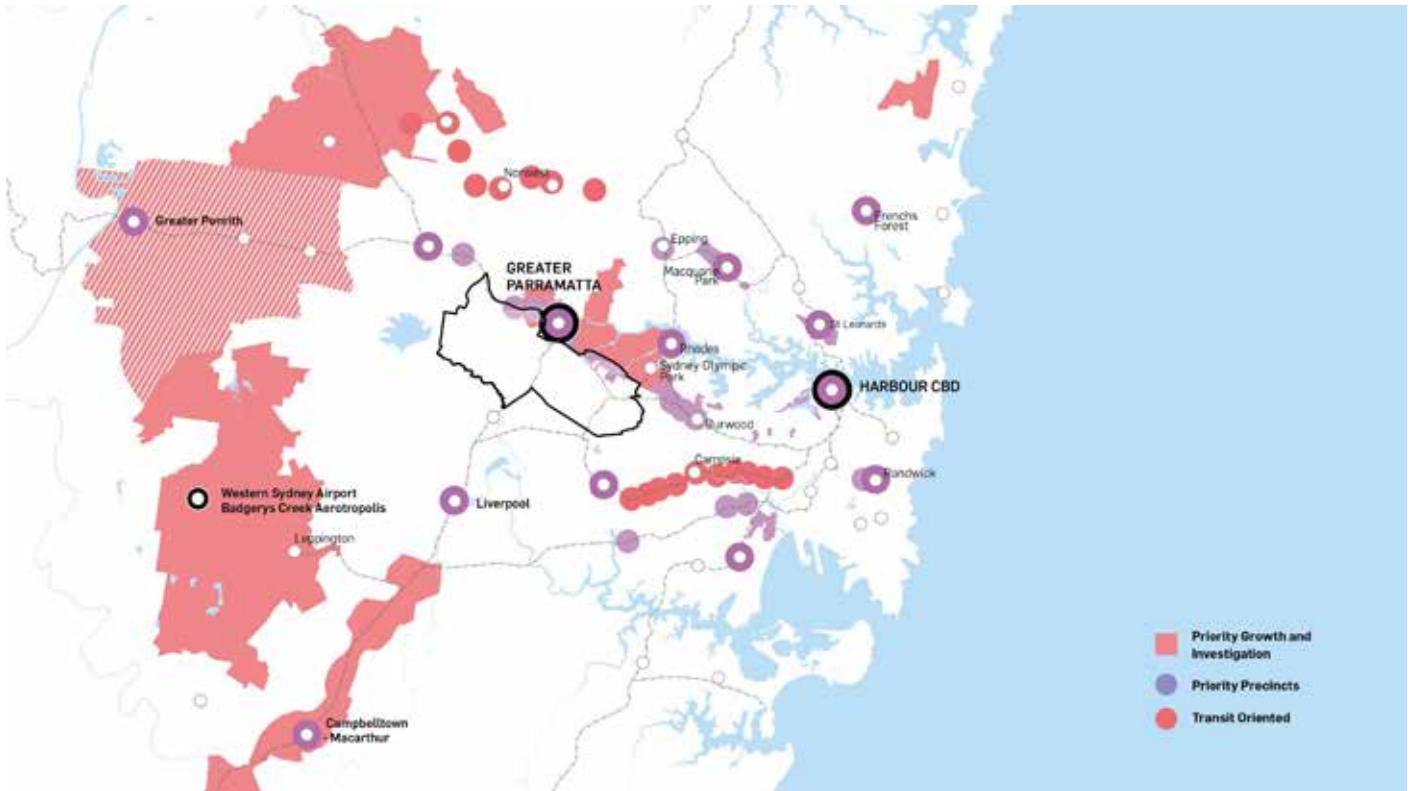 Norwest
Greater Penrith
Frenchs
Forest
Epping
GREATER
PARRAMATTA
Macquarie
Park
St Leonards
Rhodes
Sydney Olympic
Park
HARBOUR CBD
Burwood
Campsie
Randwick
Western Sydney Airport
Badgerys Creek Aerotropolis
Liverpool
Leppington
Priority Growth and
Investigation
Priority Precincts
Transit Oriented
Campbelltown
- Macarthur